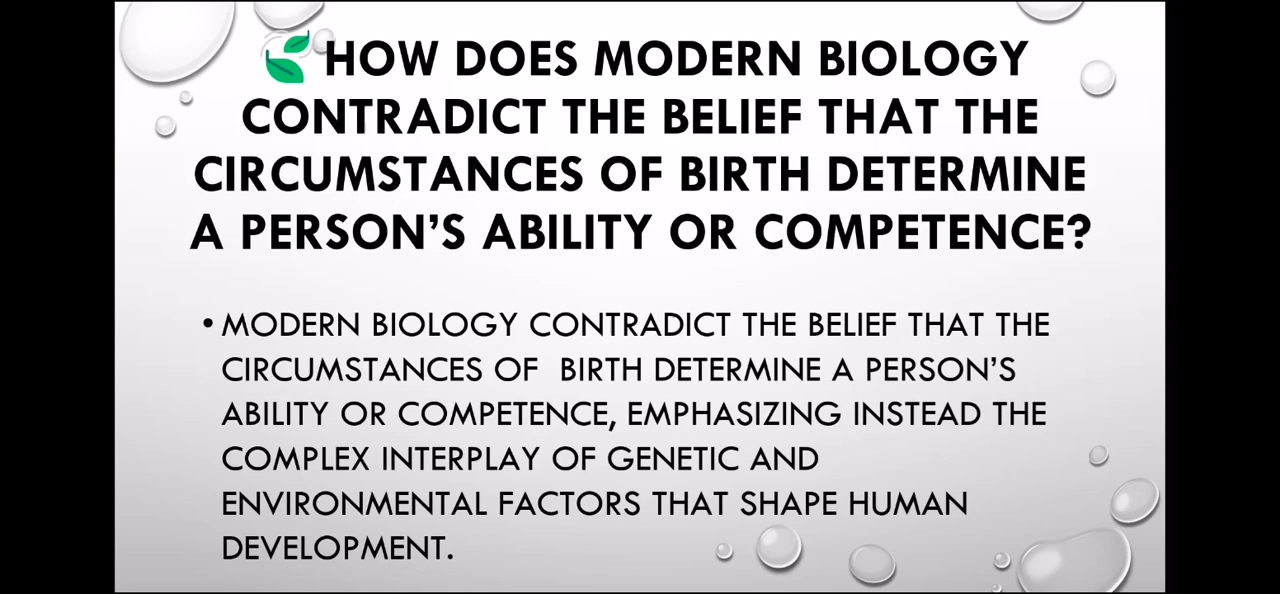 HOW DOES MODERN BIOLOGY
CONTRADICT THE BELIEF THAT THE
CIRCUMSTANCES OF BIRTH DETERMINE
A PERSON’S ABILITY OR COMPETENCE?
• MODERN BIOLOGY CONTRADICT THE BELIEF THAT THE
CIRCUMSTANCES OF BIRTH DETERMINE A PERSON’S
ABILITY OR COMPETENCE, EMPHASIZING INSTEAD THE
COMPLEX INTERPLAY OF GENETIC AND
ENVIRONMENTAL FACTORS THAT SHAPE HUMAN
DEVELOPMENT.